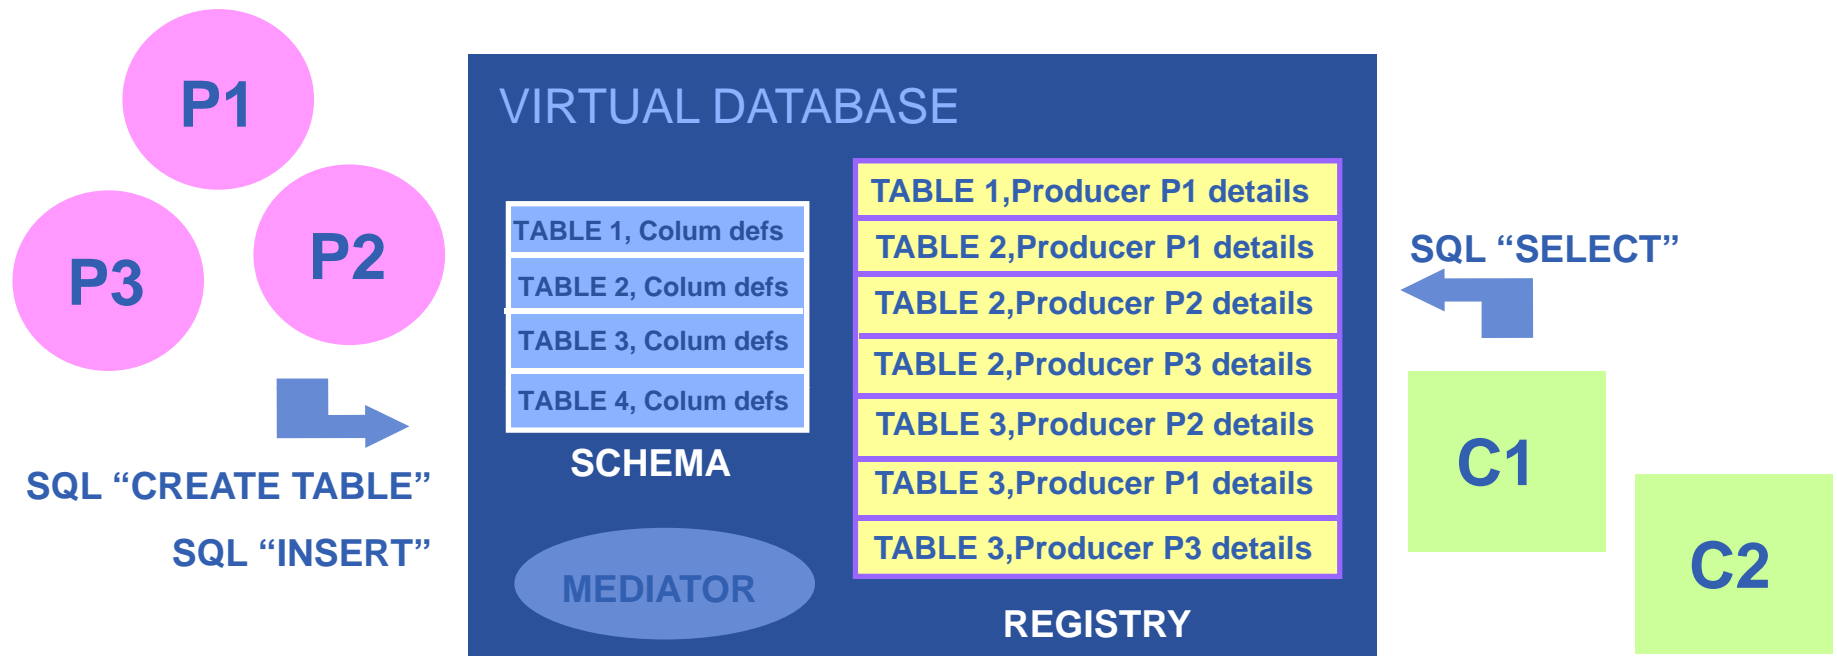 P1
P2
P3
SQL “CREATE TABLE”
SQL “INSERT”
VIRTUAL DATABASE
TABLE 1, Colum defs
TABLE 2, Colum defs
TABLE 3, Colum defs
TABLE 4, Colum defs
SCHEMA
MEDIATOR
TABLE 1,Producer P1 details
TABLE 2,Producer P1 details
TABLE 2,Producer P2 details
TABLE 2,Producer P3 details
TABLE 3,Producer P2 details
TABLE 3,Producer P1 details
TABLE 3,Producer P3 details
REGISTRY
SQL “SELECT”
C1
C2